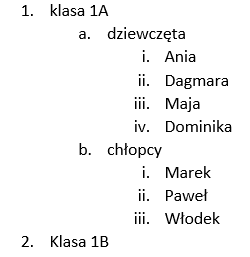 1. klasa 1A
a. dziewczęta
i. Ania
ii. Dagmara
iii. Maja
iv. Dominika
b. chłopcy
i. Marek
ii. Paweł
iii. Włodek
2. Klasa 1B